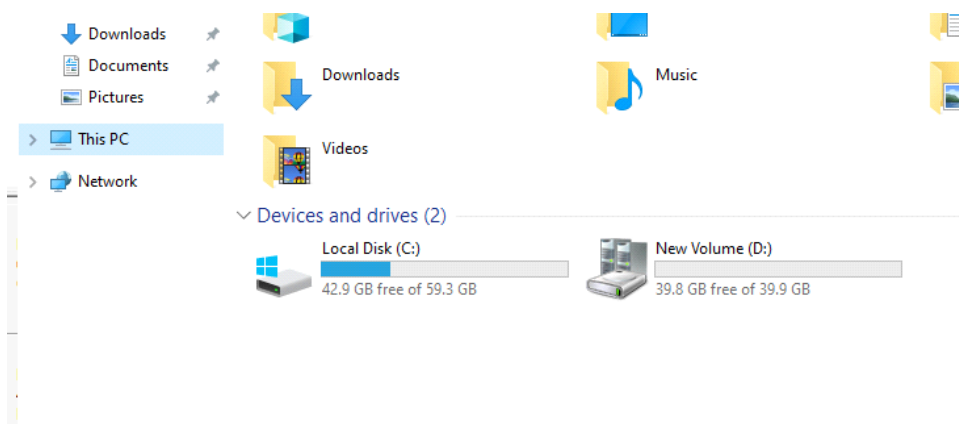 Downloads
Documents
Pictures
This PC
Network
Downloads
Music
Videos
Devices and drives (2)
Local Disk (C:)
42.9 GB free of 59.3 GB
New Volume (D:)
39.8 GB free of 39.9 GB